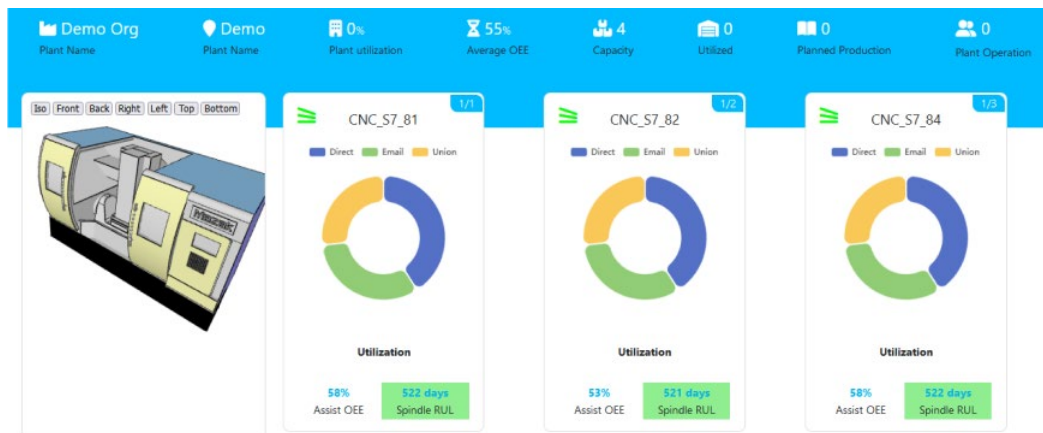 Demo Org
Plant Name
Demo
Plant Name
0%
Plant utilization
55%
Average OEE
4
Capacity
0
Utilized
0
Planned Production
0
Plant Operation
Iso Front Back Right Left Top Bottom
Mazak
1/1
CNC_S7_81
Direct Email Union
Utilization
58%
Assist OEE
522 days
Spindle RUL
1/2
CNC_S7_82
Direct Email Union
Utilization
53%
Assist OEE
521 days
Spindle RUL
1/3
CNC_S7_84
Direct Email Union
Utilization
58%
Assist OEE
522 days
Spindle RUL